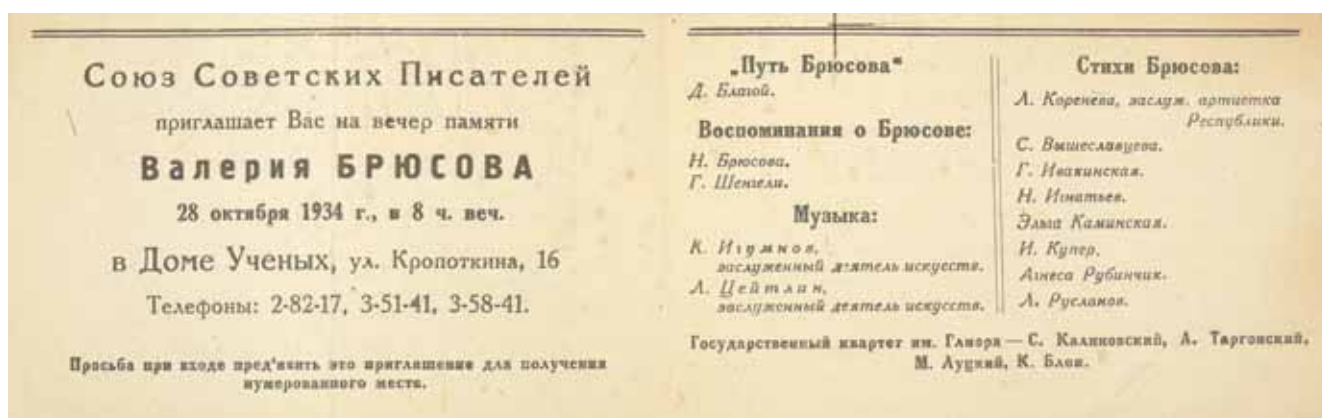 Союз Советских Писателей
приглашает Вас на вечер памяти
Валерия БРЮСОВА
28 октября 1934 г., в 8 ч. веч.
в Доме Ученых, ул. Кропоткина, 16
Телефоны: 2-82-17, 3-51-41, 3-58-41.
Просьба при входе пред'явить это приглашение для получения
нумерованного места.
„Путь Брюсова"
Д. Благой.
Воспоминания о Брюсове:
Н. Брюсова.
Г. Шенгели.
Музыка:
К. Игумнов,
заслуженный деятель искусств.
Л. Цейтлин,
заслуженный деятель искусств.
Стихи Брюсова:
Л. Коренева, заслуж. артистка
Республики.
С. Вышеславцева.
Г. Ивакинская.
Н. Игнатьев.
Эльга Каминская.
И. Купер.
Агнеса Рубинчик.
Л. Русланов.
Государственный квартет им. Глиэра — С. Калиновский, А. Таргонский,
М. Луцкий, К. Блок.